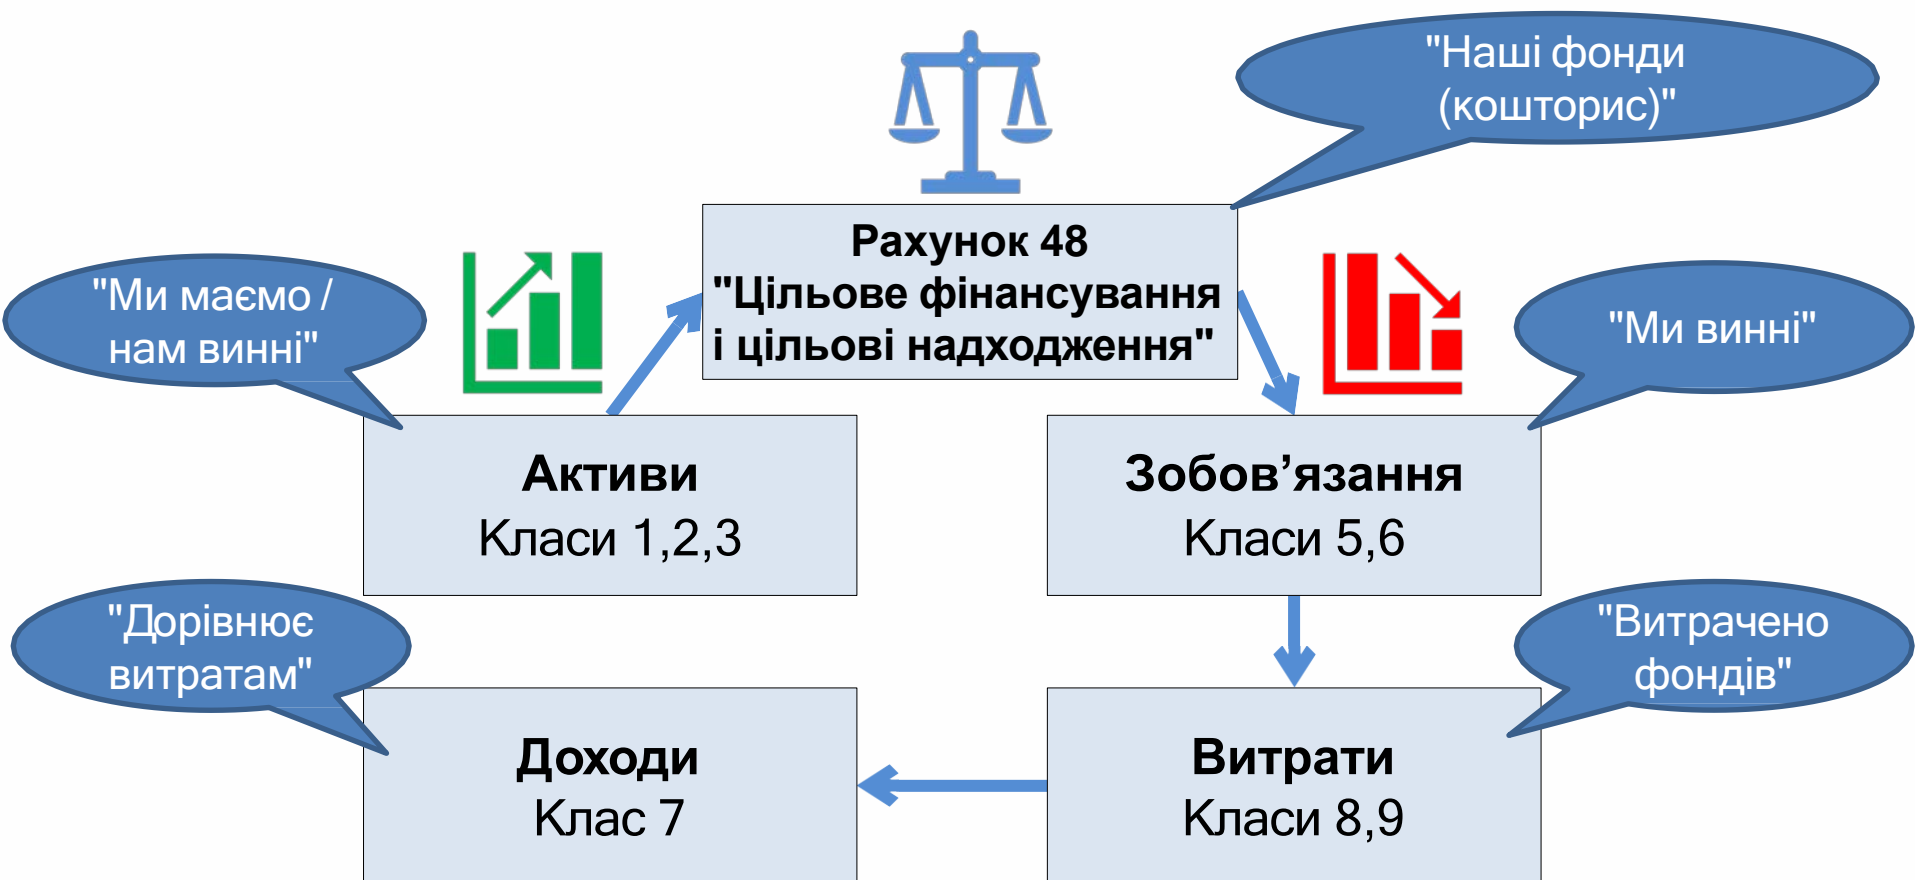 "Наші фонди
(кошторис)"
Рахунок 48
"Цільове фінансування
і цільові надходження"
"Ми маємо /
нам винні"
"Ми винні"
Активи
Класи 1,2,3
Зобов’язання
Класи 5,6
"Дорівнює
витратам"
"Витрачено
фондів"
Доходи
Клас 7
Витрати
Класи 8,9